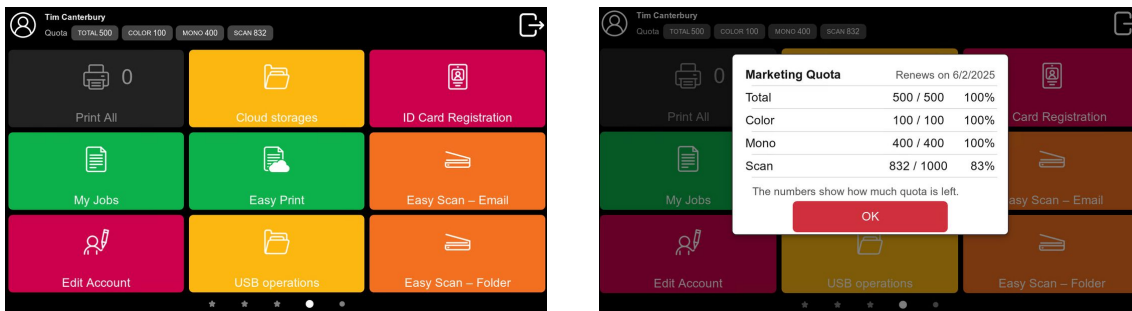 Tim Canterbury
Quota TOTAL 500 COLOR 100 MONO 400 SCAN 832
0
Print All
Cloud storages
ID Card Registration
My Jobs
Easy Print
Easy Scan – Email
Edit Account
USB operations
Easy Scan – Folder
Tim Canterbury
Quota TOTAL 500 COLOR 100 MONO 400 SCAN 832
0
Print All
Card Registration
Marketing Quota Renews on 6/2/2025
Total 500 / 500 100%
Color 100 / 100 100%
Mono 400 / 400 100%
Scan 832 / 1000 83%
The numbers show how much quota is left.
OK
My Jobs
asy Scan – Email
Edit Account
USB operations
Easy Scan – Folder